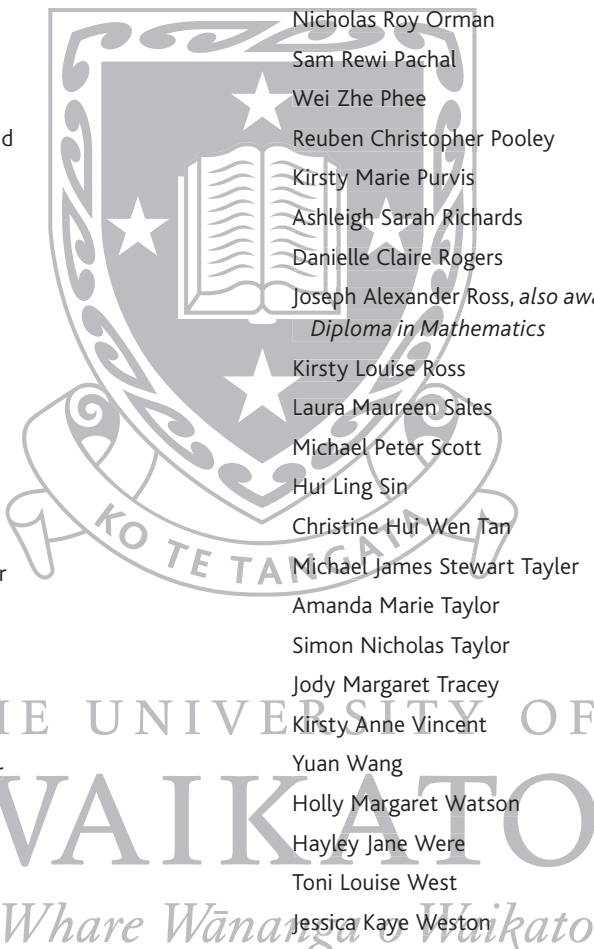 Nicholas Roy Orman
Sam Rewi Pachal
Wei Zhe Phee
Reuben Christopher Pooley
Kirsty Marie Purvis
Ashleigh Sarah Richards
Danielle Claire Rogers
Joseph Alexander Ross, also awa
Diploma in Mathematics
Kirsty Louise Ross
Laura Maureen Sales
Michael Peter Scott
Hui Ling Sin
Christine Hui Wen Tan
Michael James Stewart Tayler
Amanda Marie Taylor
Simon Nicholas Taylor
Jody Margaret Tracey
Kirsty Anne Vincent
Yuan Wang
Holly Margaret Watson
Hayley Jane Were
Toni Louise West
Jessica Kaye Weston
d
r
r
KO TE TANGATA
HE UNIVERSITY OF
WAIKATO
Whare Wānanga o Waikato